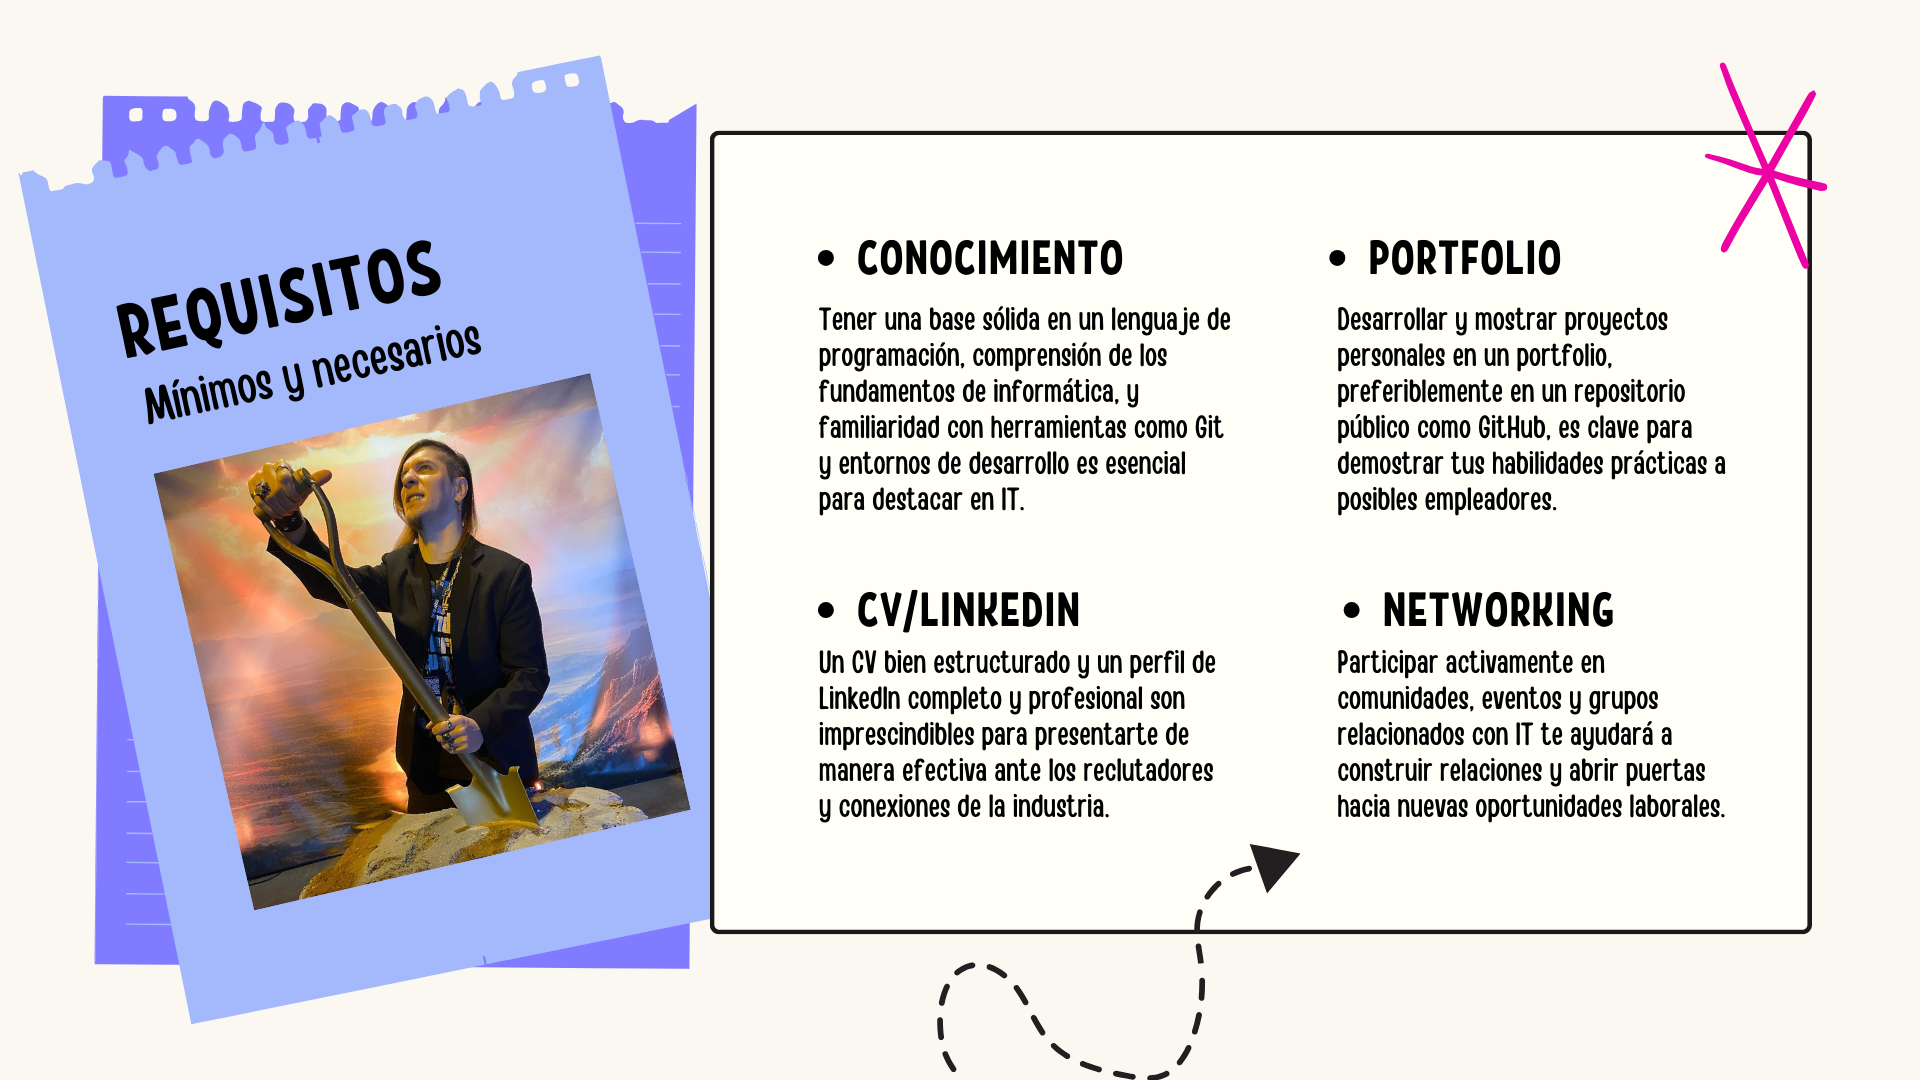 REQUISITOS
Mínimos y necesarios
CONOCIMIENTO
Tener una base sólida en un lenguaje de
programación, comprensión de los
fundamentos de informática, y
familiaridad con herramientas como Git
y entornos de desarrollo es esencial
para destacar en IT.
PORTFOLIO
Desarrollar y mostrar proyectos
personales en un portfolio,
preferiblemente en un repositorio
público como GitHub, es clave para
demostrar tus habilidades prácticas a
posibles empleadores.
CV/LINKEDIN
Un CV bien estructurado y un perfil de
LinkedIn completo y profesional son
imprescindibles para presentarte de
manera efectiva ante los reclutadores
y conexiones de la industria.
NETWORKING
Participar activamente en
comunidades, eventos y grupos
relacionados con IT te ayudará a
construir relaciones y abrir puertas
hacia nuevas oportunidades laborales.